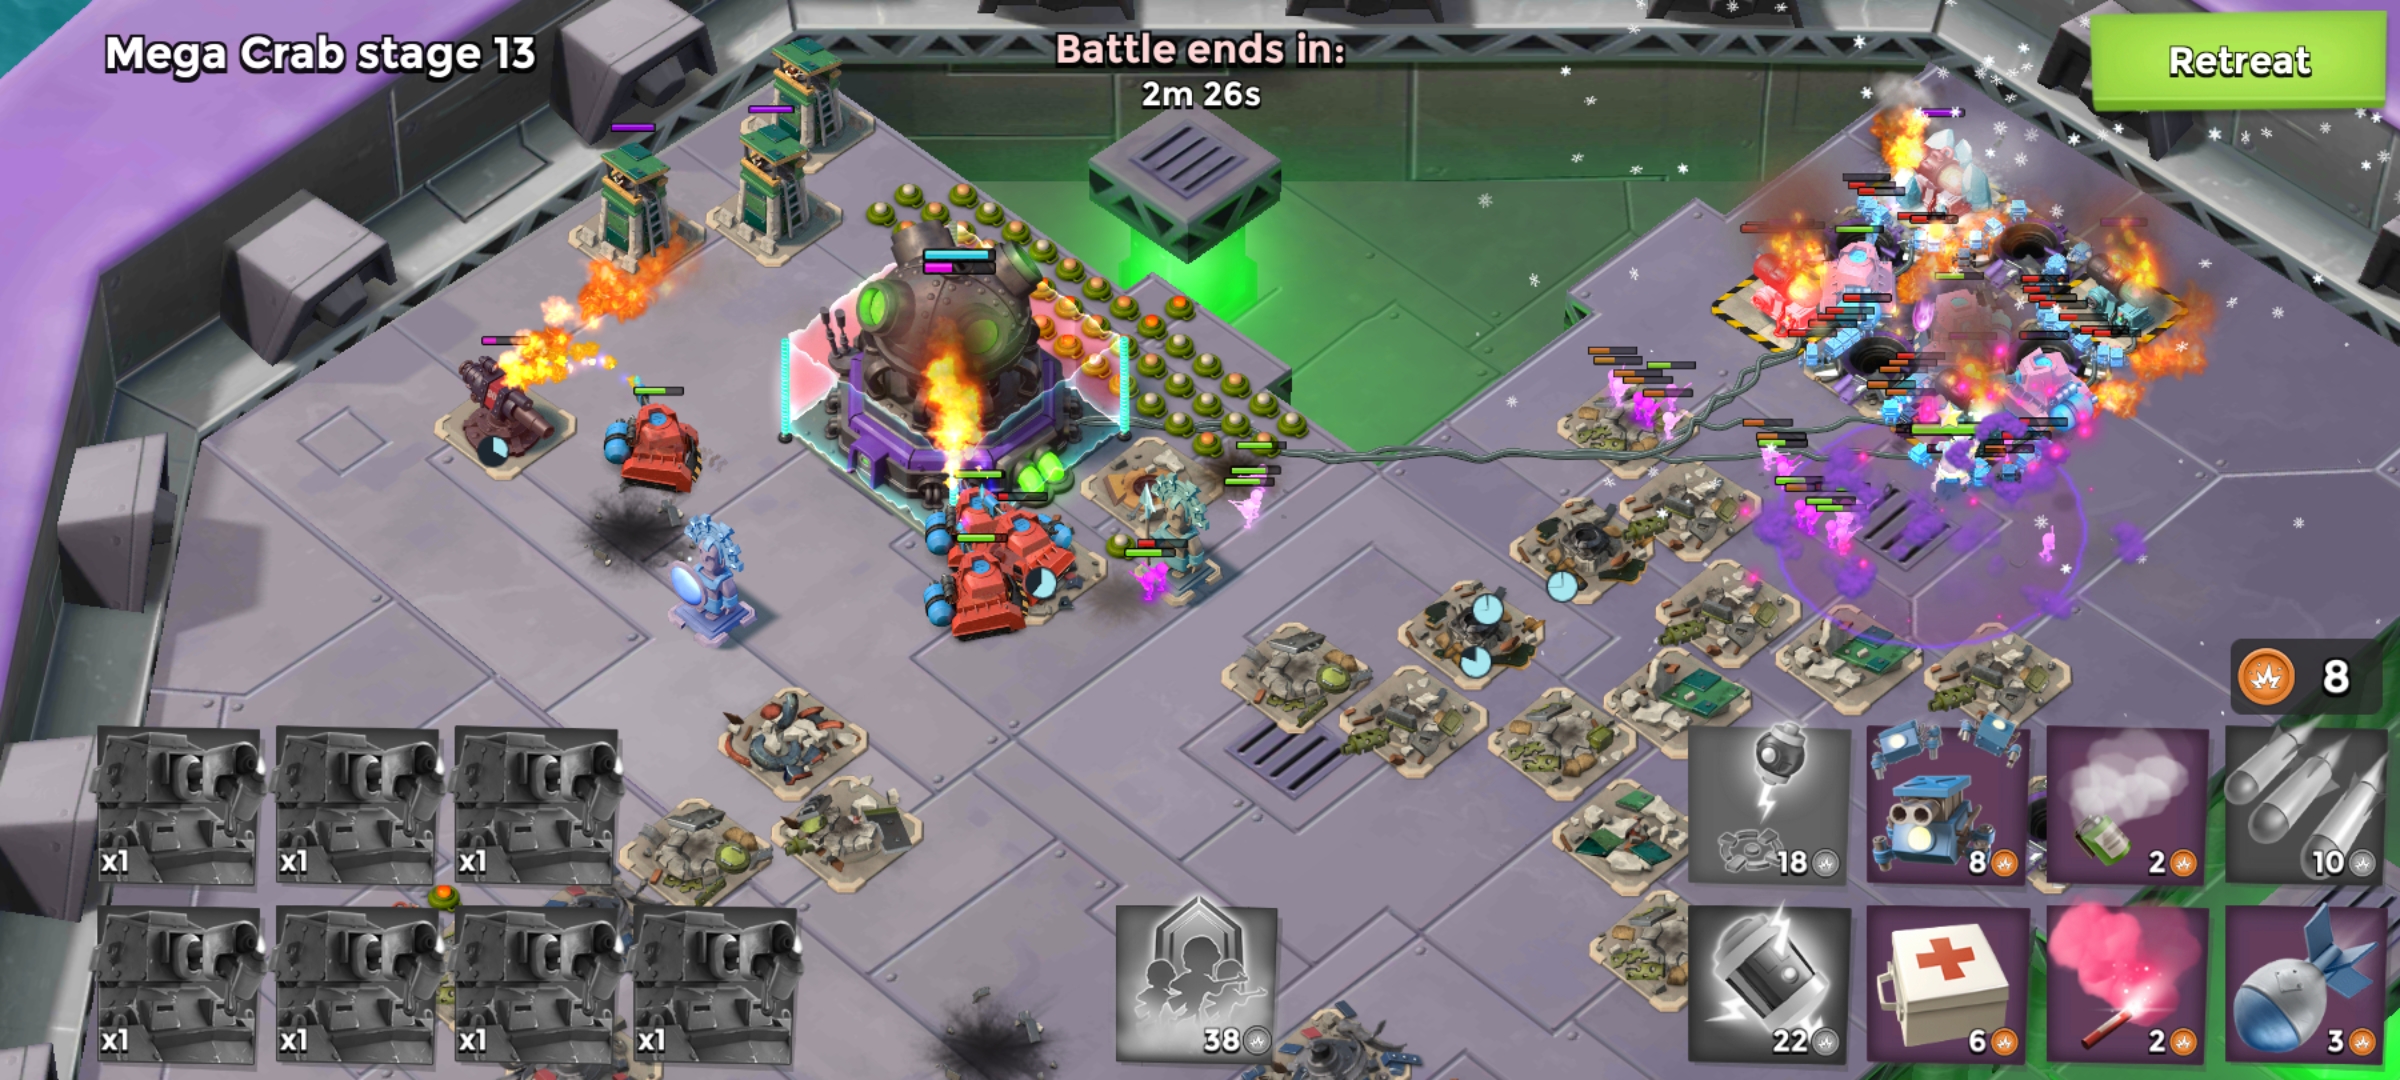 Mega Crab stage 13
Battle ends in:
2m 26s
Retreat
8
x1
x1
x1
18
8
2
10
x1
x1
x1
x1
38
22
6
2
3